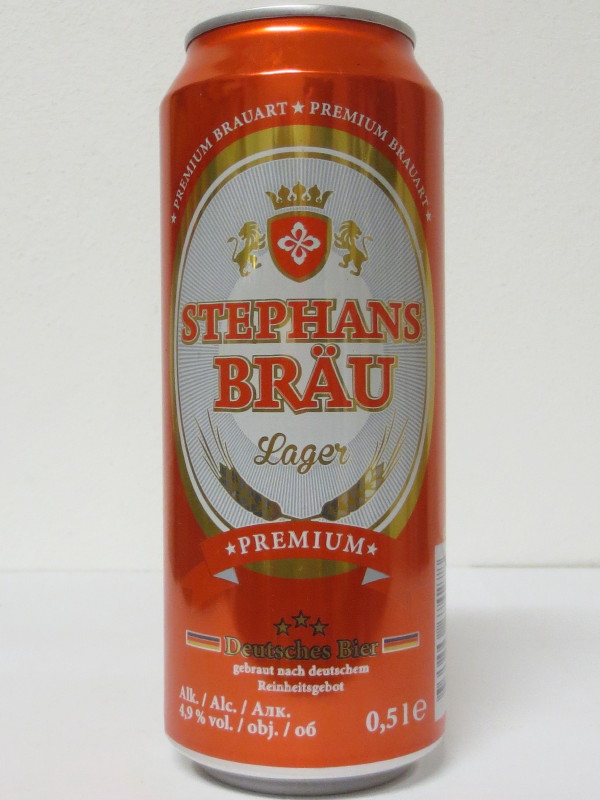 ★ PREMIUM BRAUART ★ PREMIUM BRAUART ★
STEPHANS
BRÄU
Lager
★PREMIUM★
Deutsches Bier
gebraut nach deutschem
Reinheitsgebot
Alk. / Alc. / Алк.
4,9 % vol. / obj. / об
0,5 l e